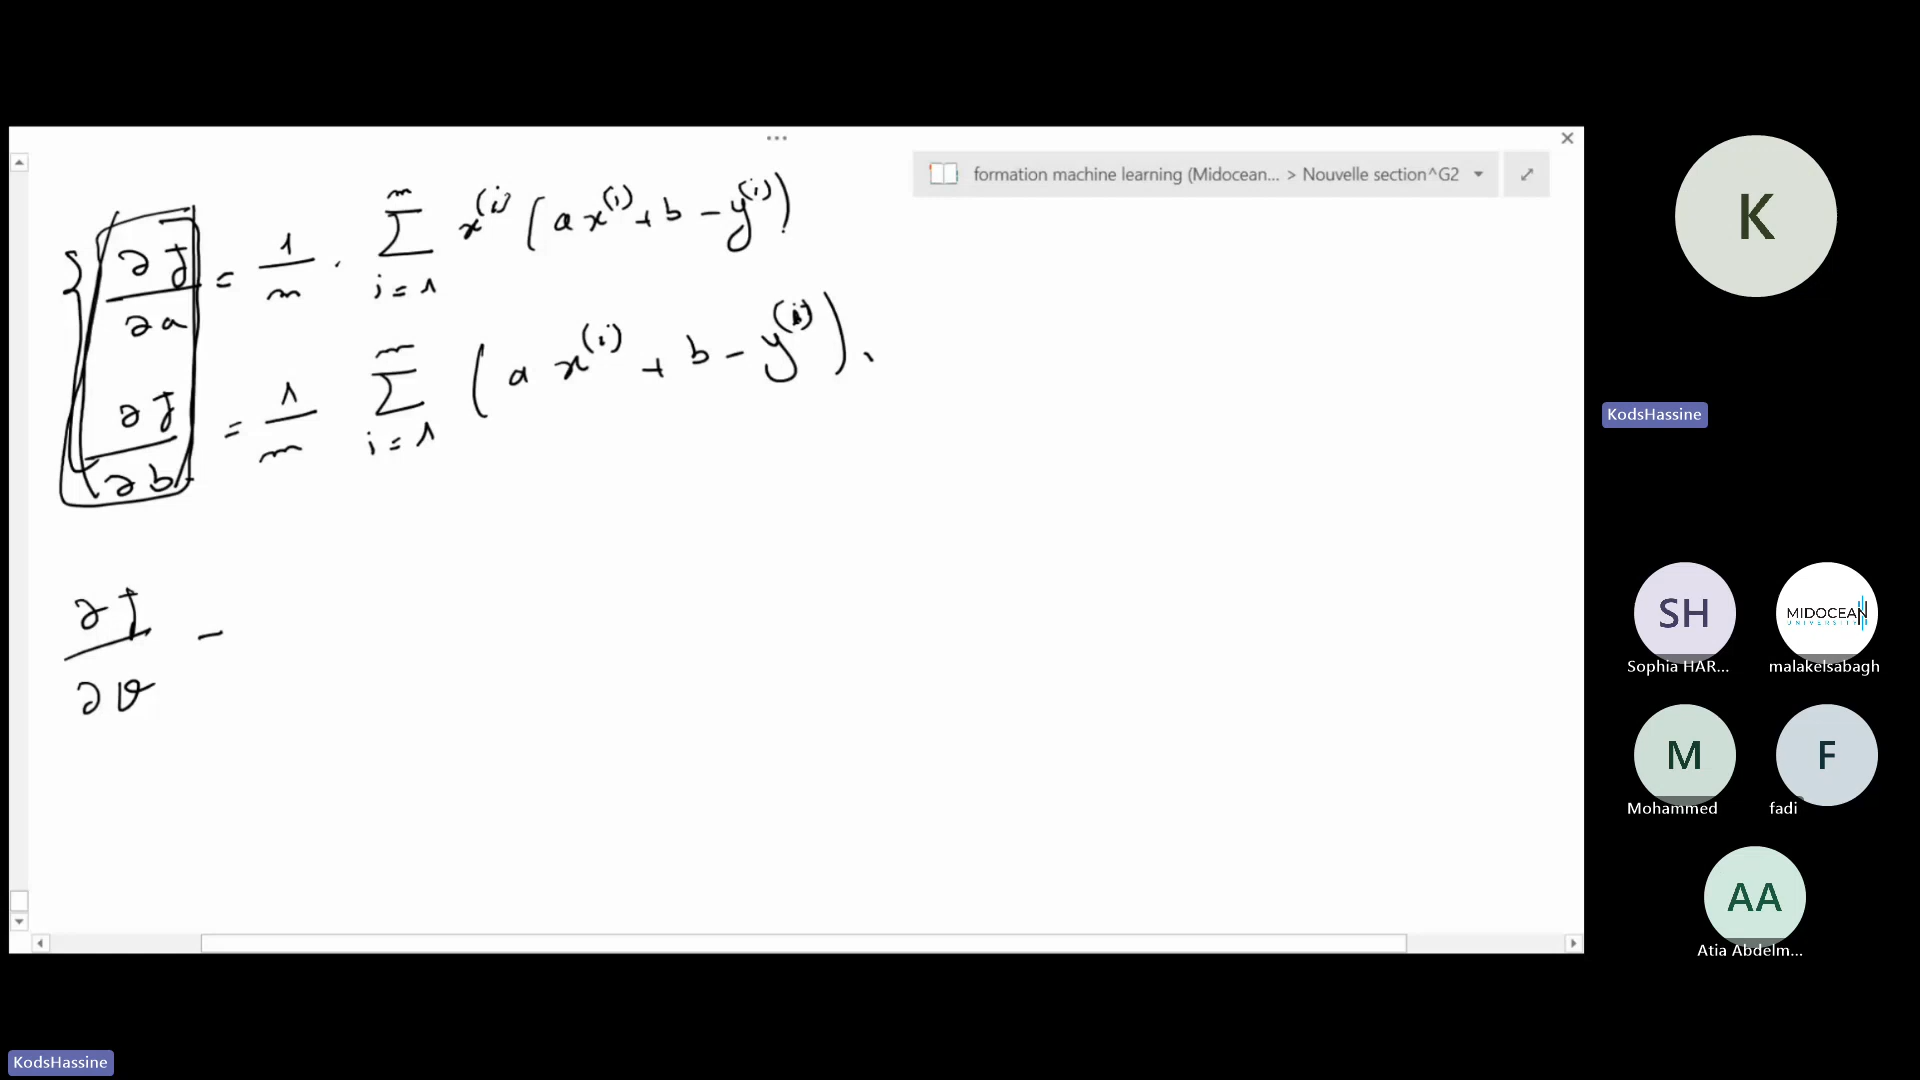 formation machine learning (Midocean... > Nouvelle section^G2
∂J/∂a = 1/m · Σ_{i=1}^{m} x^(i) (a x^(i) + b − y^(i))
∂J/∂b = 1/m Σ_{i=1}^{m} (a x^(i) + b − y^(i)).
∂J/∂θ −
K
KodsHassine
SH
Sophia HAR...
MIDOCEAN
UNIVERSITY
malakelsabagh
M
Mohammed
F
fadi
AA
Atia Abdelm...
KodsHassine